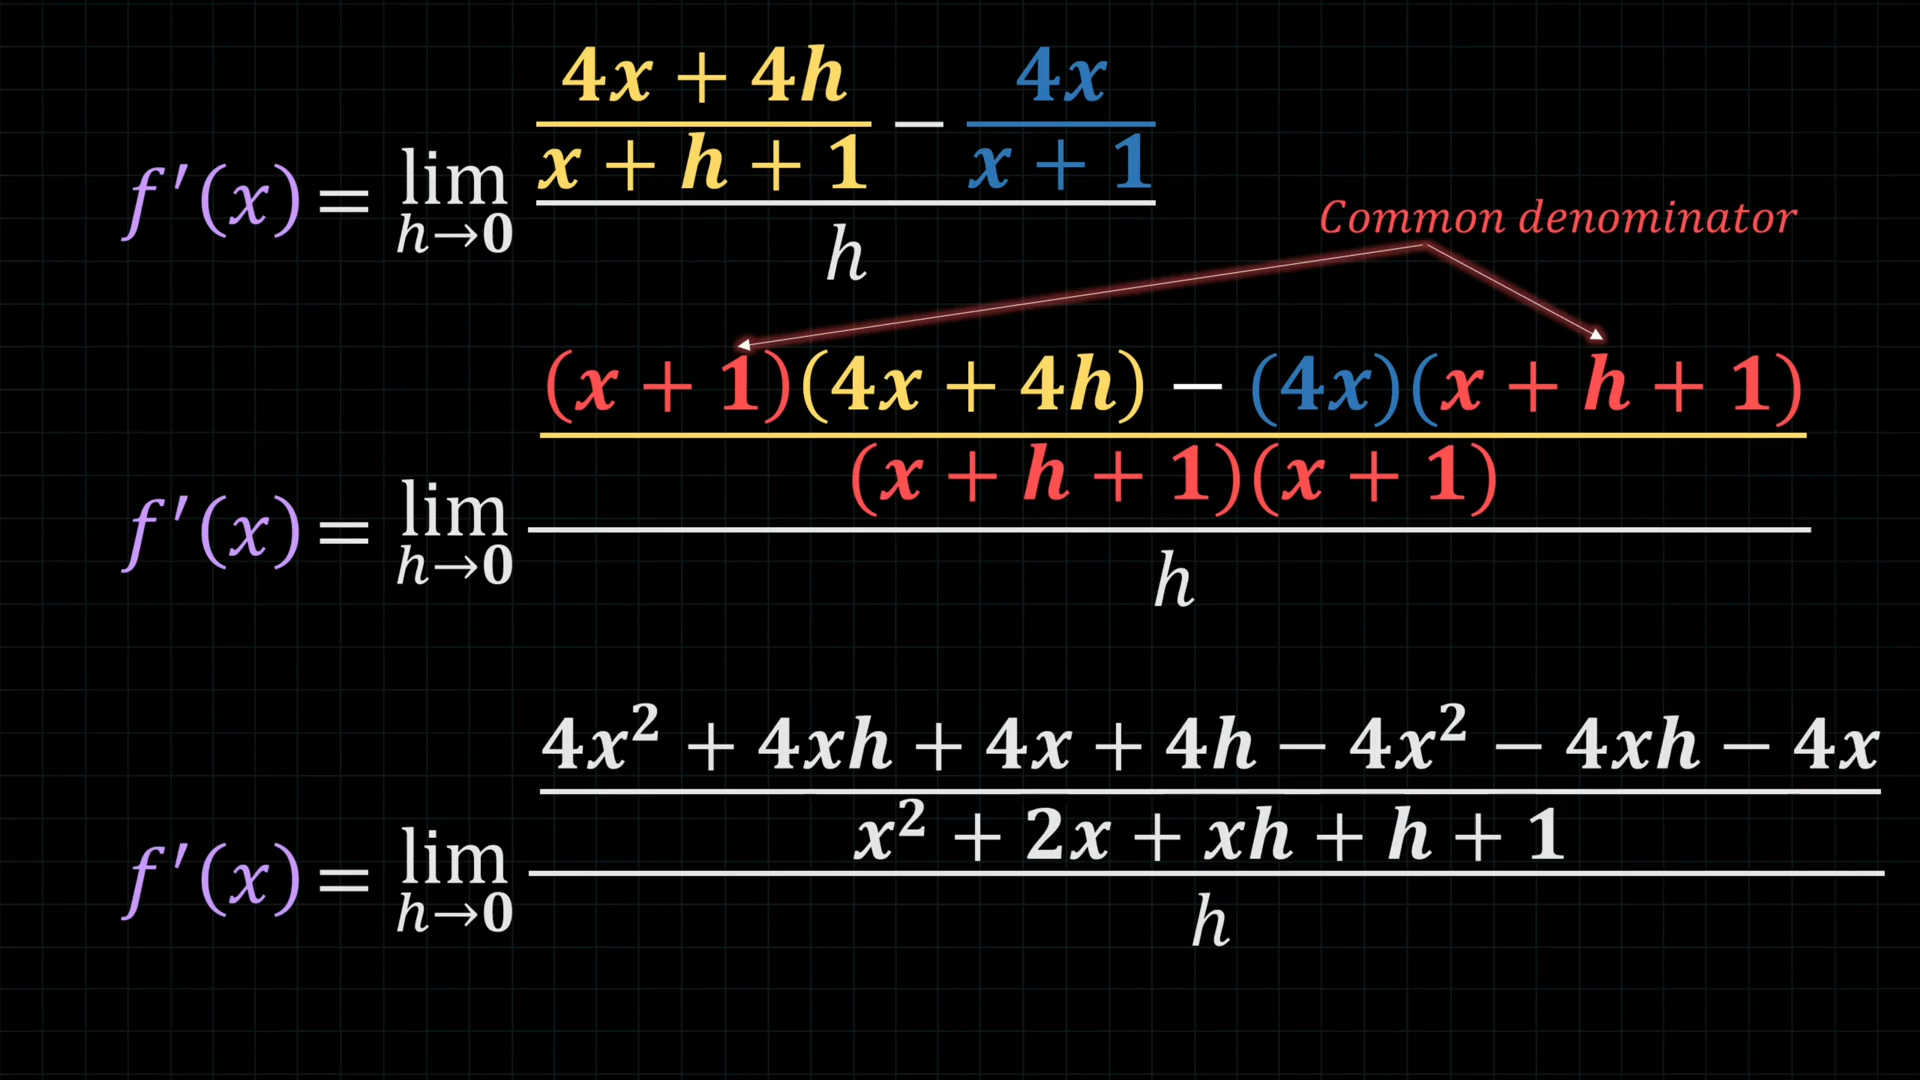 f′(x) = lim h→0 ((4x + 4h)/(x + h + 1) − (4x)/(x + 1))/h
Common denominator
f′(x) = lim h→0 (((x + 1)(4x + 4h) − (4x)(x + h + 1))/((x + h + 1)(x + 1)))/h
f′(x) = lim h→0 ((4x² + 4xh + 4x + 4h − 4x² − 4xh − 4x)/(x² + 2x + xh + h + 1))/h